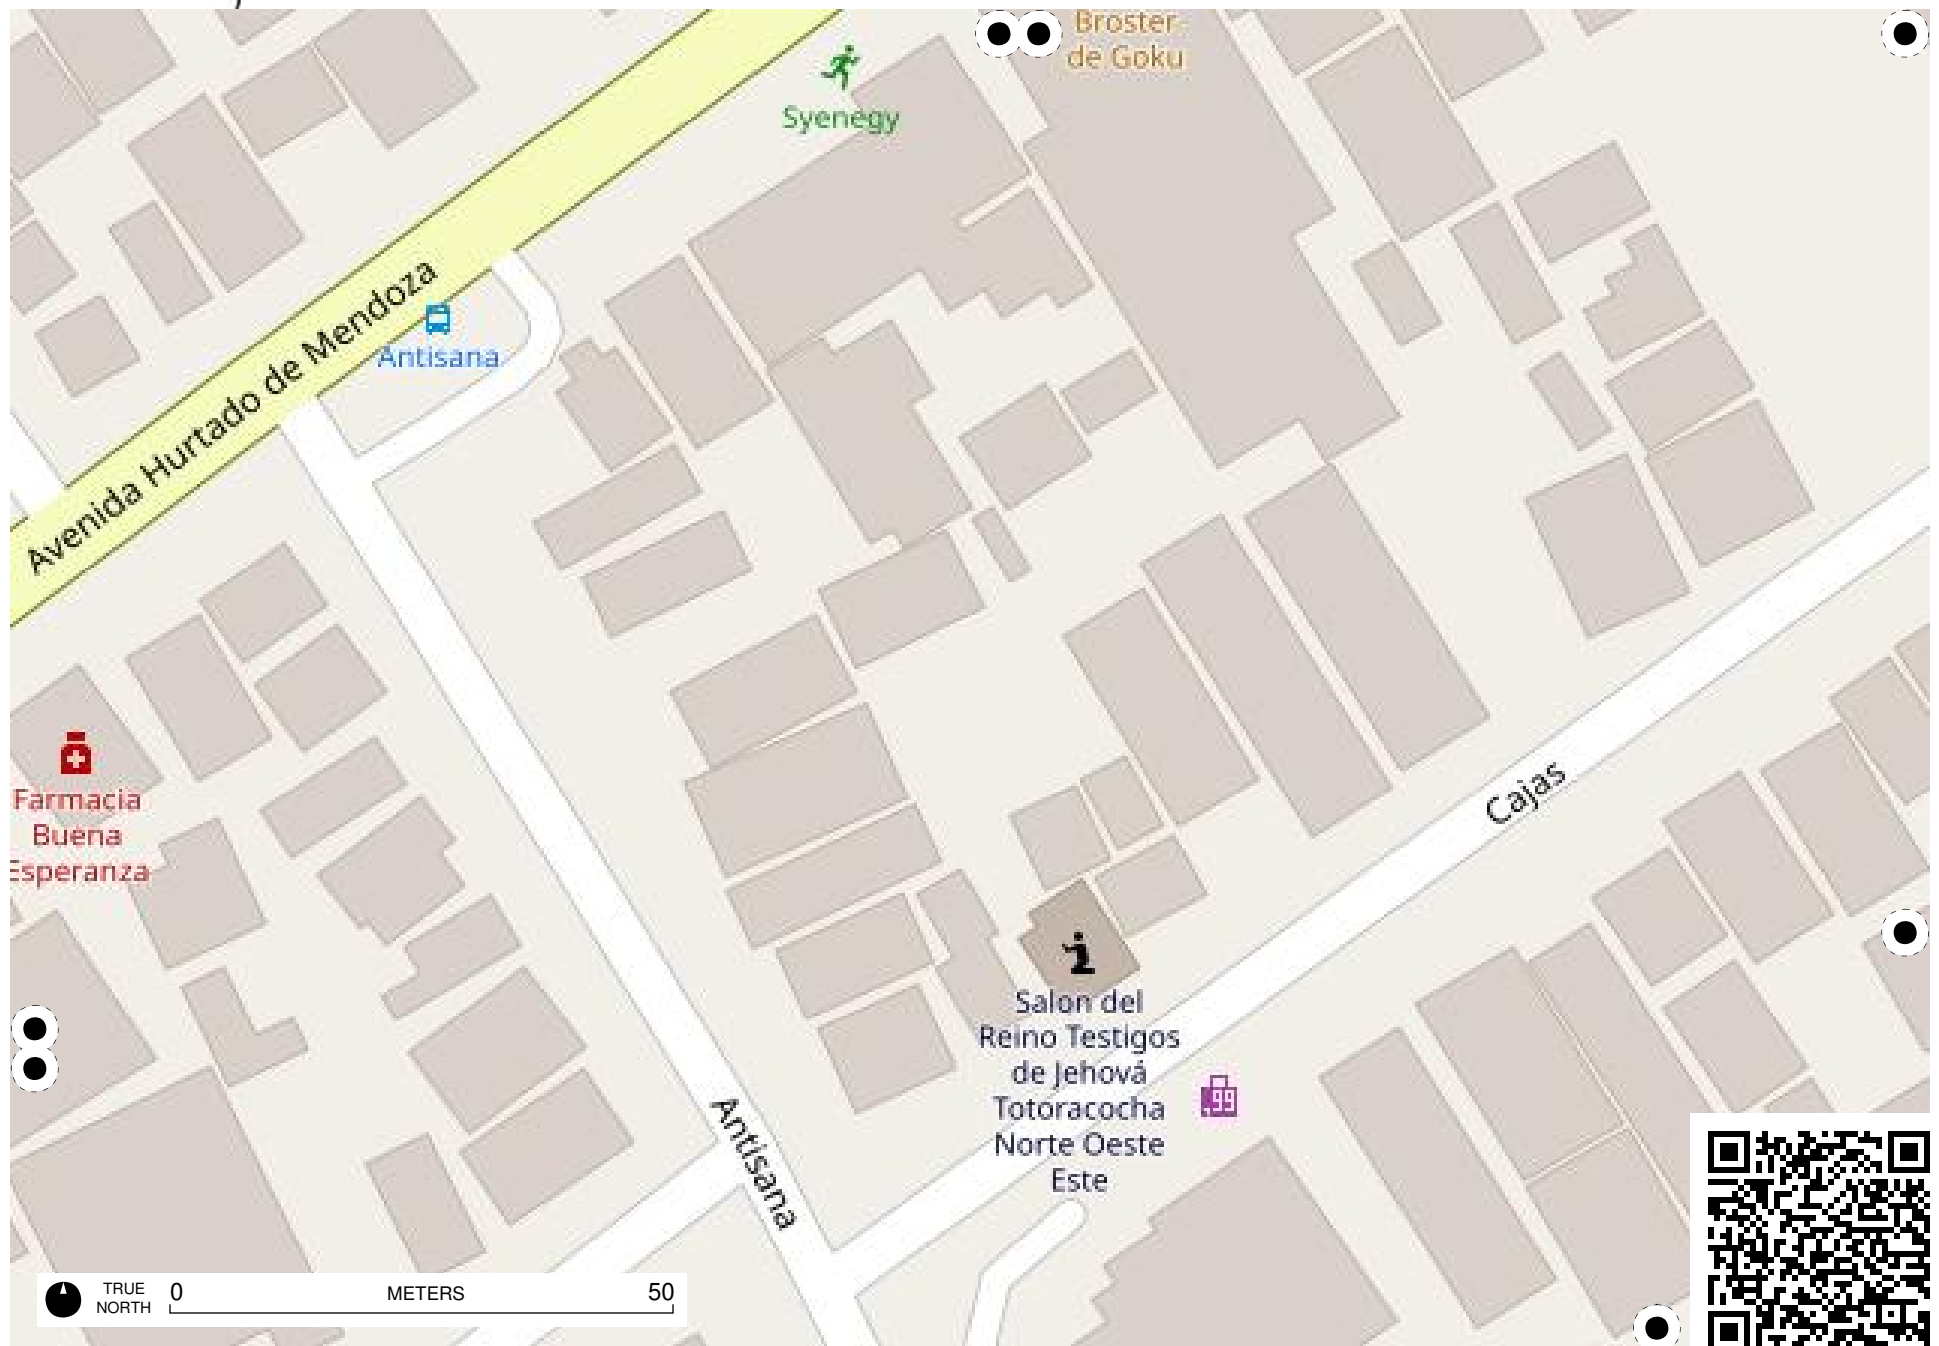 Broster
de Goku
Syenegy
Avenida Hurtado de Mendoza
Antisana
Farmacia
Buena
Esperanza
Cajas
Salon del
Reino Testigos
de Jehová
Totoracocha
Norte Oeste
Este
Antisana
TRUE
NORTH
0
METERS
50